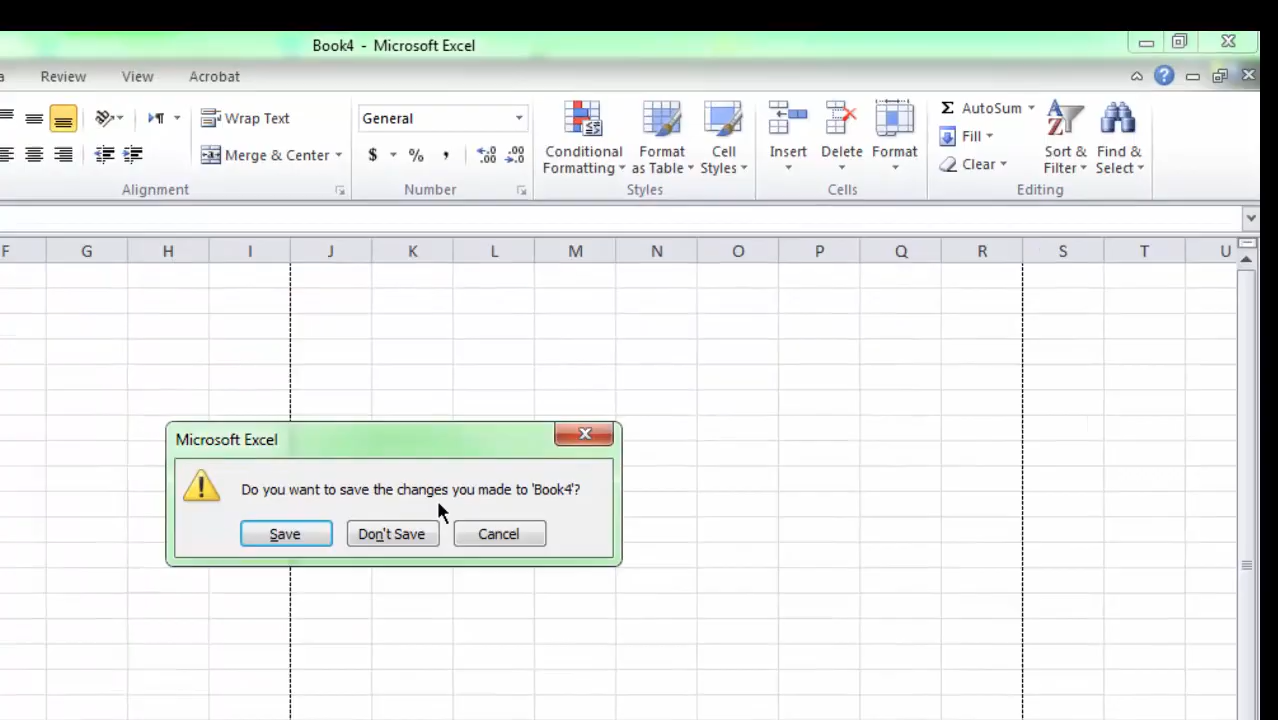 Book4 - Microsoft Excel
a Review View Acrobat
Wrap Text General Σ AutoSum
Merge & Center $ % , .00 .00 Conditional Formatting Format as Table Cell Styles Insert Delete Format Fill Clear Sort & Filter Find & Select
Alignment Number Styles Cells Editing
F G H I J K L M N O P Q R S T U
Microsoft Excel
Do you want to save the changes you made to 'Book4'?
Save Don't Save Cancel